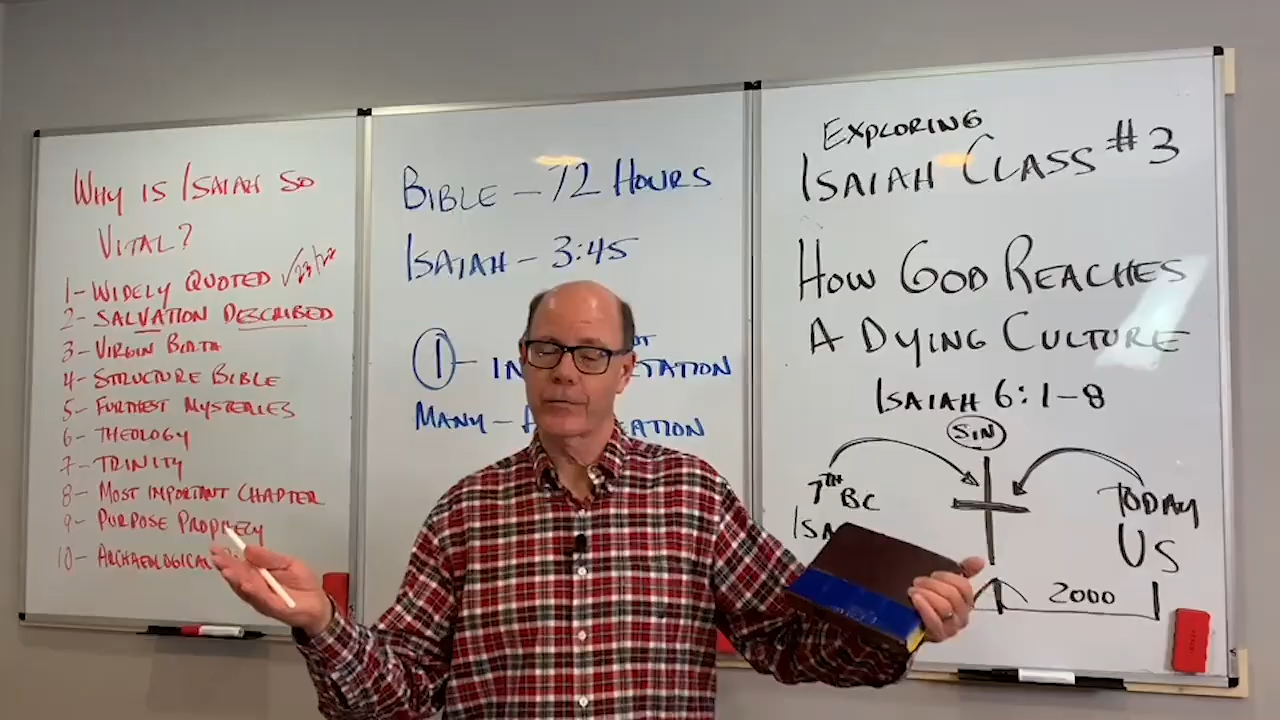 WHY IS ISAIAH SO
VITAL?
1- WIDELY QUOTED √
2- SALVATION DESCRIBED
3- VIRGIN BIRTH
4- STRUCTURE BIBLE
5- FURTHEST MYSTERIES
6- THEOLOGY
7- TRINITY
8- MOST IMPORTANT CHAPTER
9- PURPOSE PROPHECY
10- ARCHAEOLOGICAL
BIBLE - 72 HOURS
ISAIAH - 3:45
1 -
MANY -
EXPLORING
ISAIAH CLASS #3
HOW GOD REACHES
A DYING CULTURE
ISAIAH 6:1-8
SIN
7TH BC
ISA
TODAY
US
2000